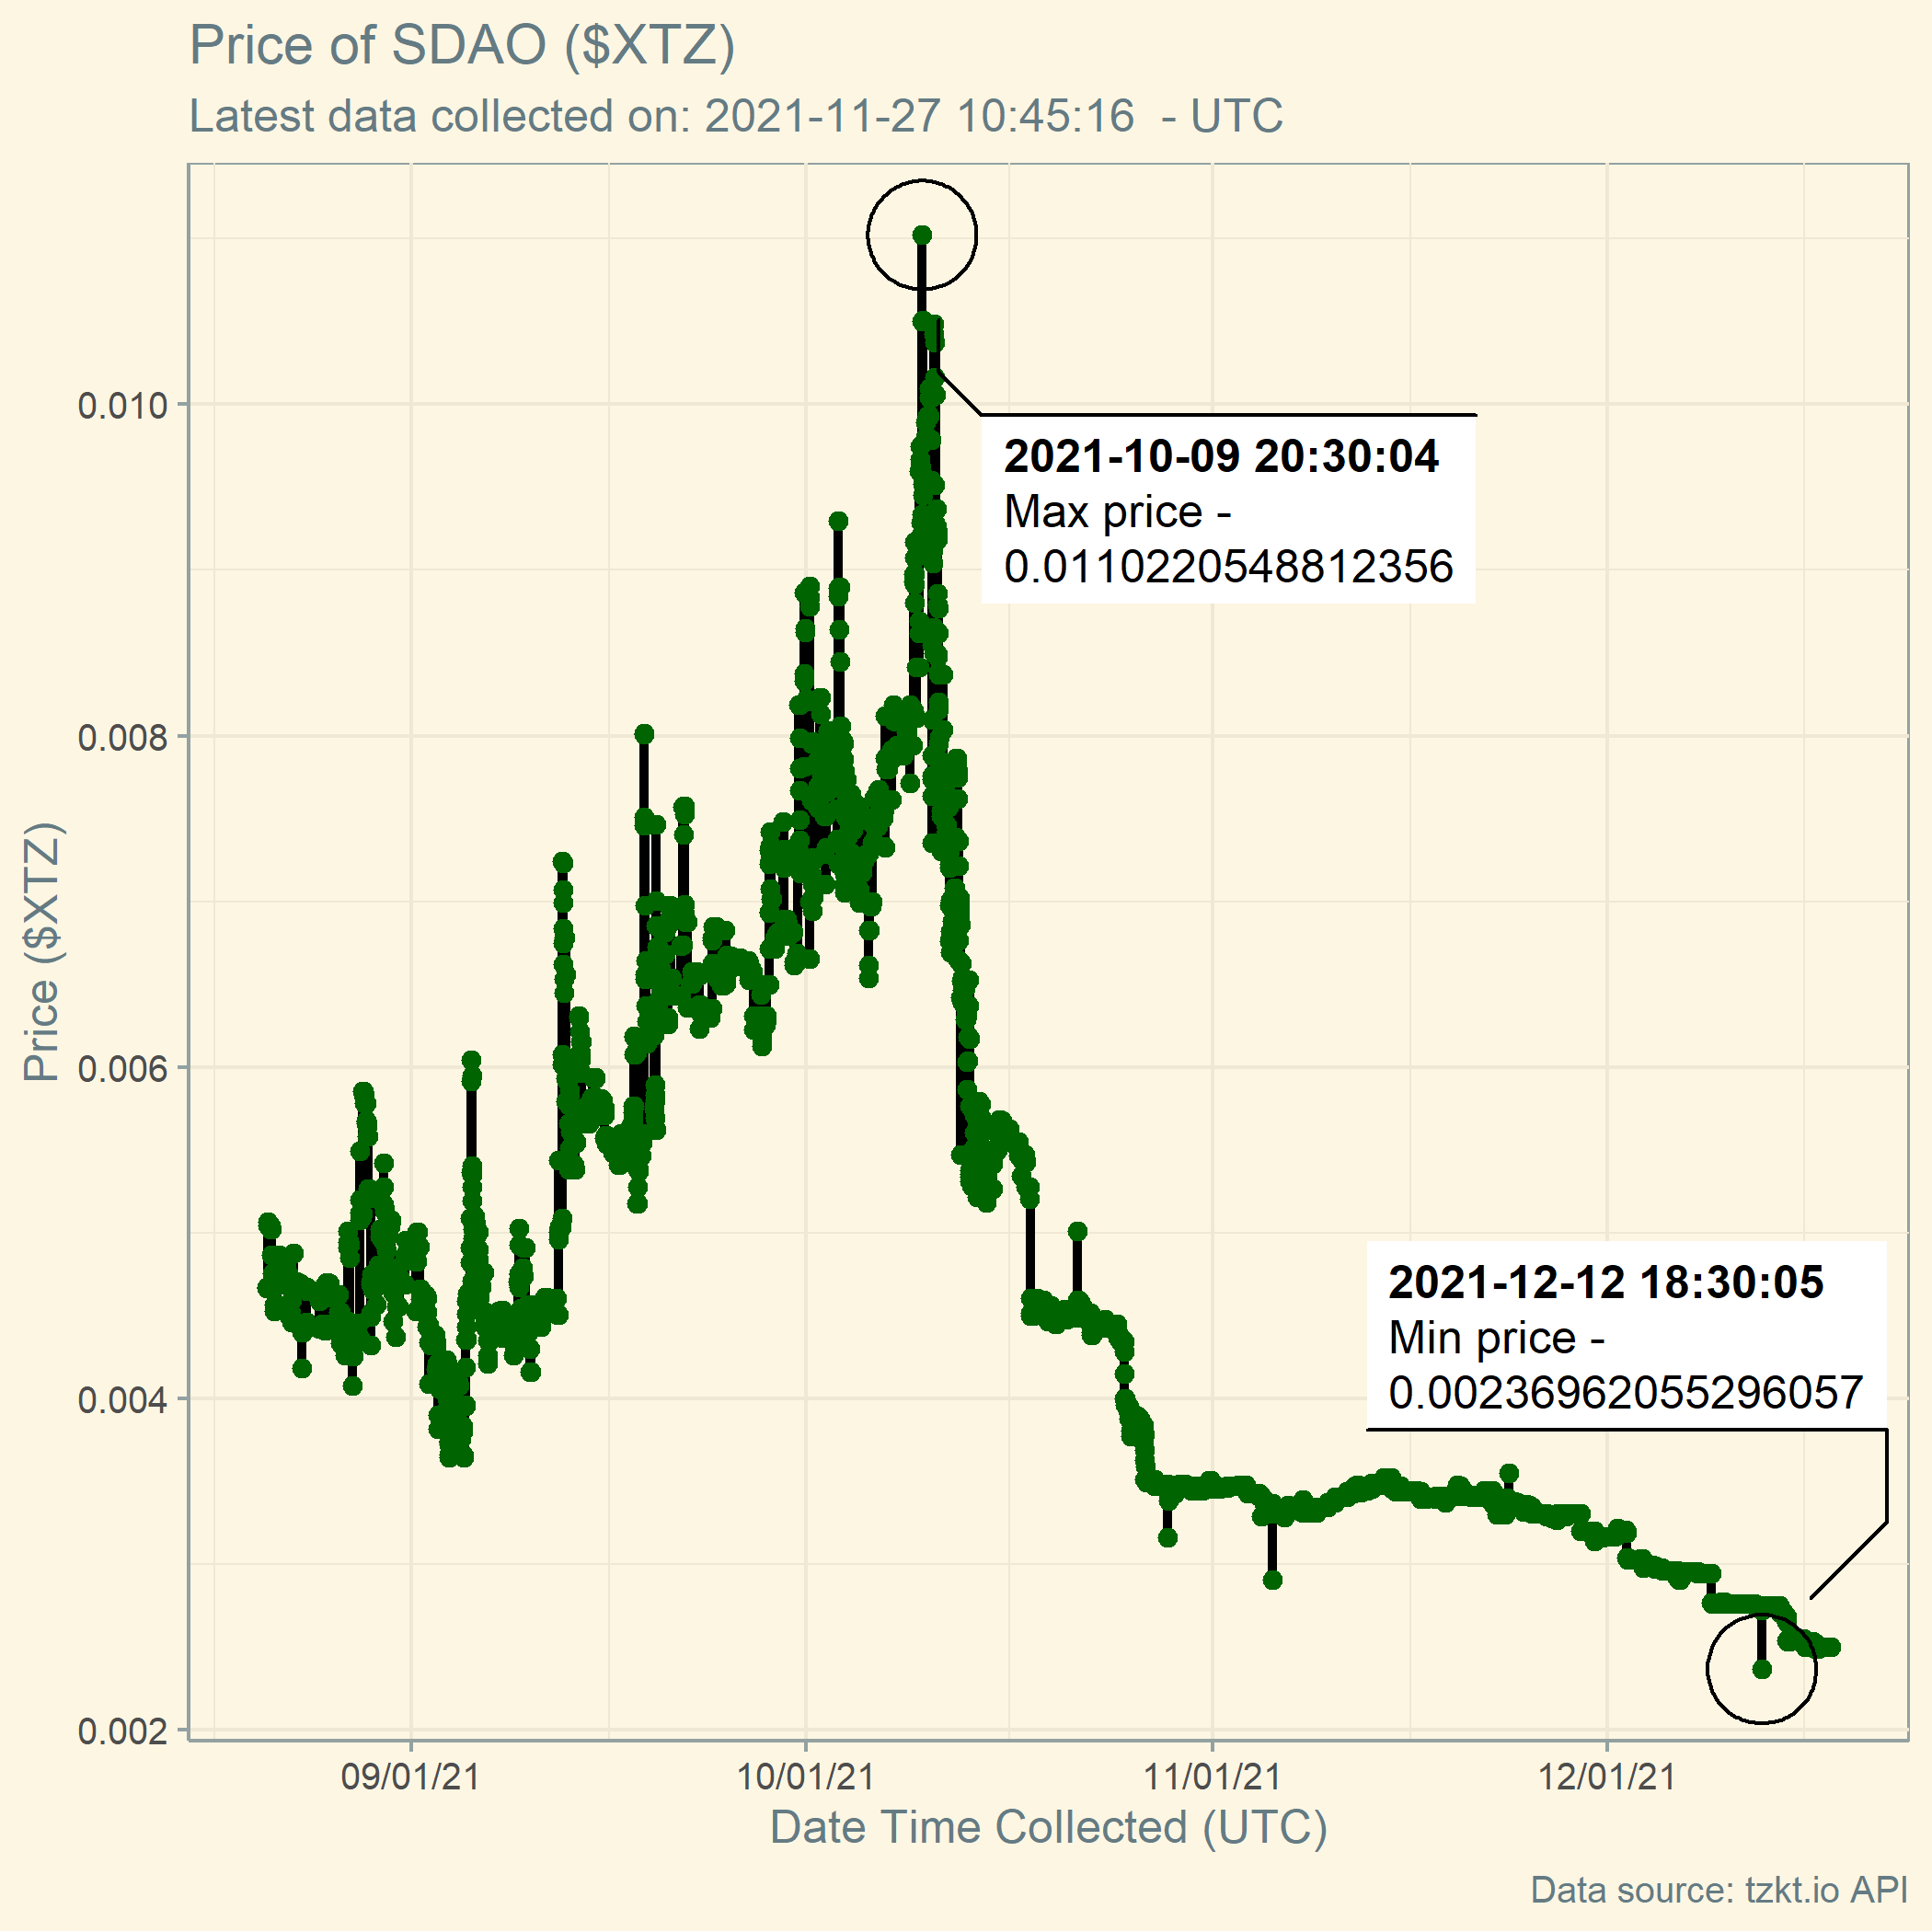 Price of SDAO ($XTZ)
Latest data collected on: 2021-11-27 10:45:16  - UTC
2021-10-09 20:30:04
Max price -
0.0110220548812356
2021-12-12 18:30:05
Min price -
0.00236962055296057
Price ($XTZ)
0.010
0.008
0.006
0.004
0.002
09/01/21
10/01/21
11/01/21
12/01/21
Date Time Collected (UTC)
Data source: tzkt.io API